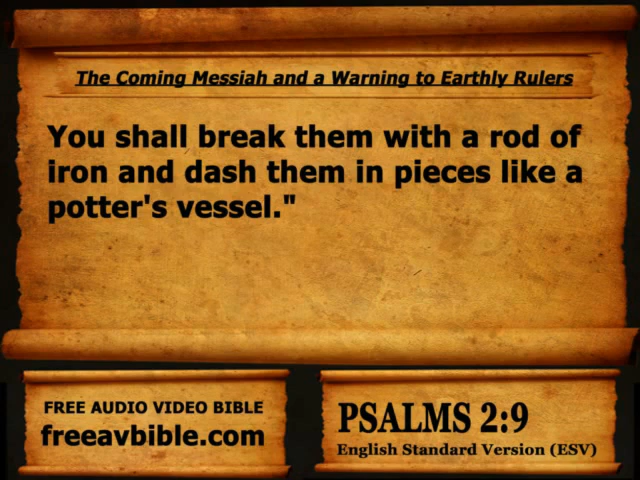 The Coming Messiah and a Warning to Earthly Rulers
You shall break them with a rod of
iron and dash them in pieces like a
potter's vessel."
FREE AUDIO VIDEO BIBLE
freeavbible.com
PSALMS 2:9
English Standard Version (ESV)